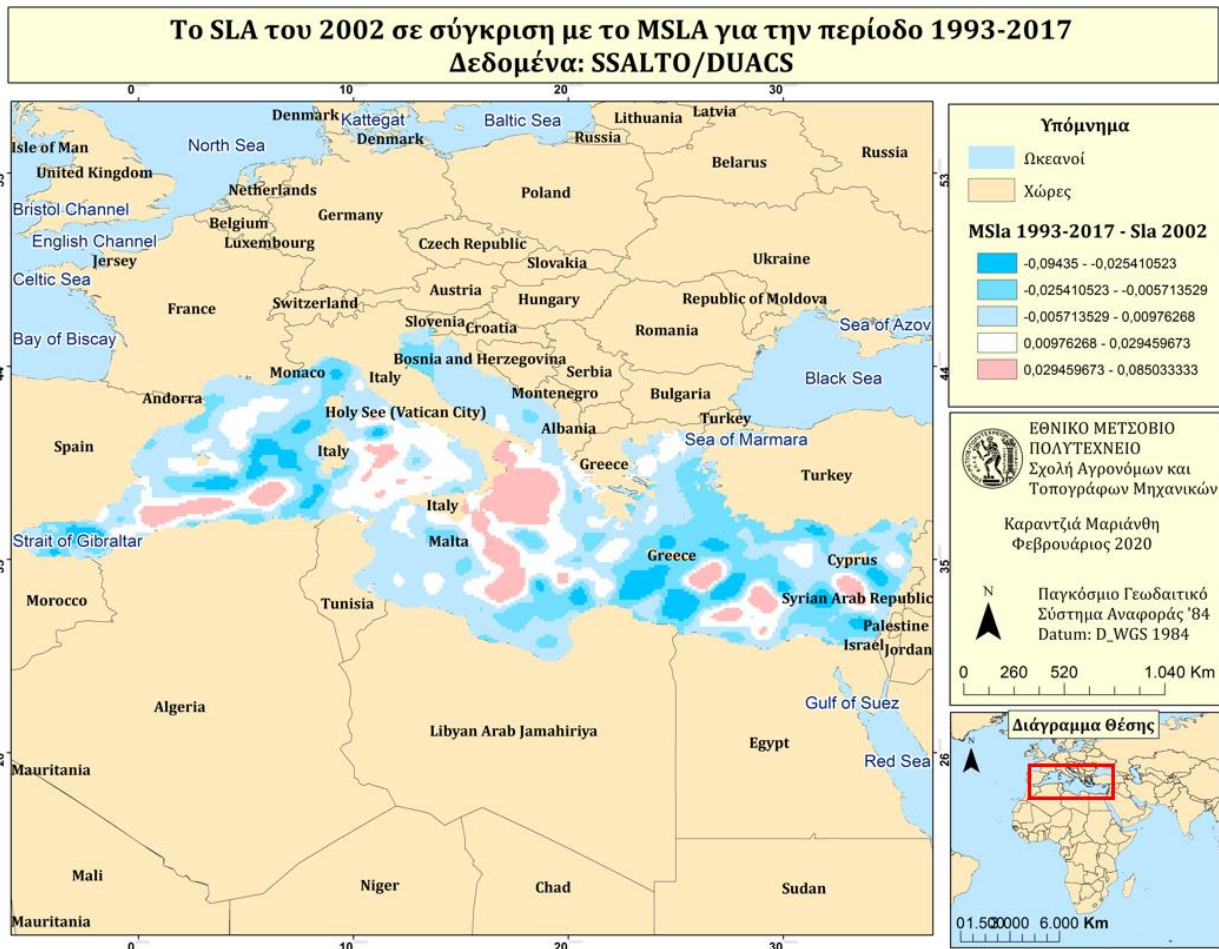 Το SLA του 2002 σε σύγκριση με το MSLA για την περίοδο 1993-2017
Δεδομένα: SSALTO/DUACS
0
10
20
30
Denmark
Kattegat
Baltic Sea
Lithuania
Latvia
Isle of Man
North Sea
Denmark
Russia
Russia
Belarus
United Kingdom
Netherlands
Poland
53
Bristol Channel
Belgium
Germany
English Channel
Luxembourg
Czech Republic
Jersey
Slovakia
Ukraine
Celtic Sea
Austria
France
Switzerland
Hungary
Republic of Moldova
Slovenia
Croatia
Romania
Sea of Azov
Bay of Biscay
Bosnia and Herzegovina
Monaco
Italy
Serbia
Black Sea
44
Andorra
Montenegro
Bulgaria
Holy See (Vatican City)
Turkey
Albania
Sea of Marmara
Spain
Italy
Greece
Turkey
Italy
Strait of Gibraltar
Malta
Greece
Cyprus
35
Morocco
Tunisia
Syrian Arab Republic
Palestine
Israel
Jordan
Algeria
Gulf of Suez
Libyan Arab Jamahiriya
Egypt
Red Sea
26
Mauritania
Mali
Niger
Chad
Sudan
Mauritania
0
10
20
30
Υπόμνημα
Ωκεανοί
Χώρες
MSla 1993-2017 - Sla 2002
-0,09435 - -0,025410523
-0,025410523 - -0,005713529
-0,005713529 - 0,00976268
0,00976268 - 0,029459673
0,029459673 - 0,085033333
ΕΘΝΙΚΟ ΜΕΤΣΟΒΙΟ
ΠΟΛΥΤΕΧΝΕΙΟ
Σχολή Αγρονόμων και
Τοπογράφων Μηχανικών
Καραντζιά Μαριάνθη
Φεβρουάριος 2020
N
Παγκόσμιο Γεωδαιτικό
Σύστημα Αναφοράς '84
Datum: D_WGS 1984
0 260 520 1.040 Km
Διάγραμμα Θέσης
N
0 1.500 3.000 6.000 Km